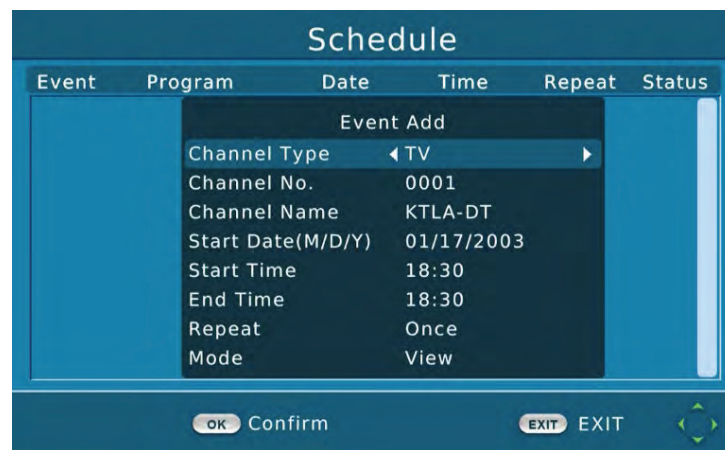 Schedule
Event Program Date Time Repeat Status
Event Add
Channel Type TV
Channel No. 0001
Channel Name KTLA-DT
Start Date(M/D/Y) 01/17/2003
Start Time 18:30
End Time 18:30
Repeat Once
Mode View
OK Confirm EXIT EXIT